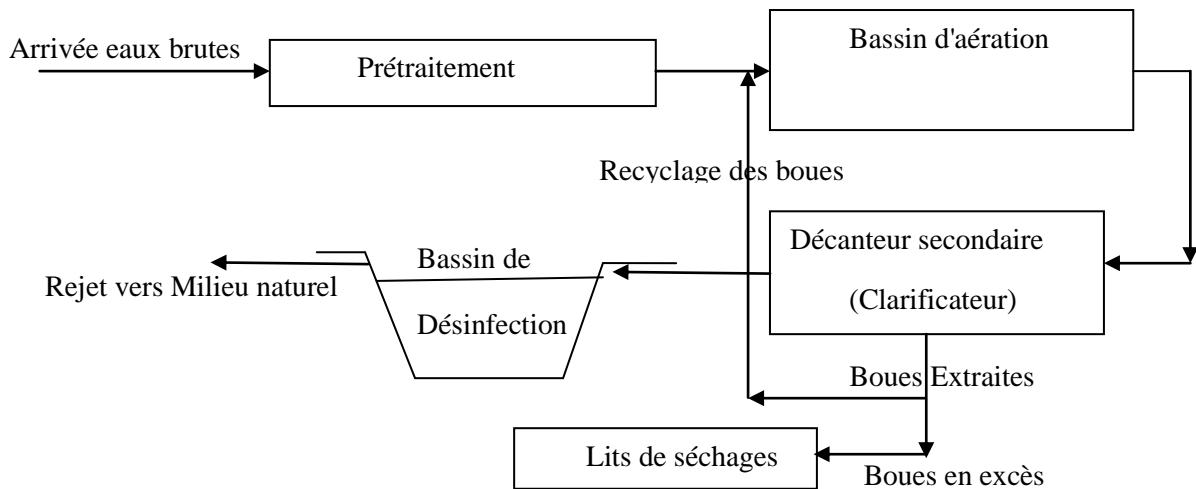 Arrivée eaux brutes
Prétraitement
Bassin d'aération
Recyclage des boues
Décanteur secondaire
(Clarificateur)
Bassin de
Désinfection
Rejet vers Milieu naturel
Boues Extraites
Lits de séchages
Boues en excès